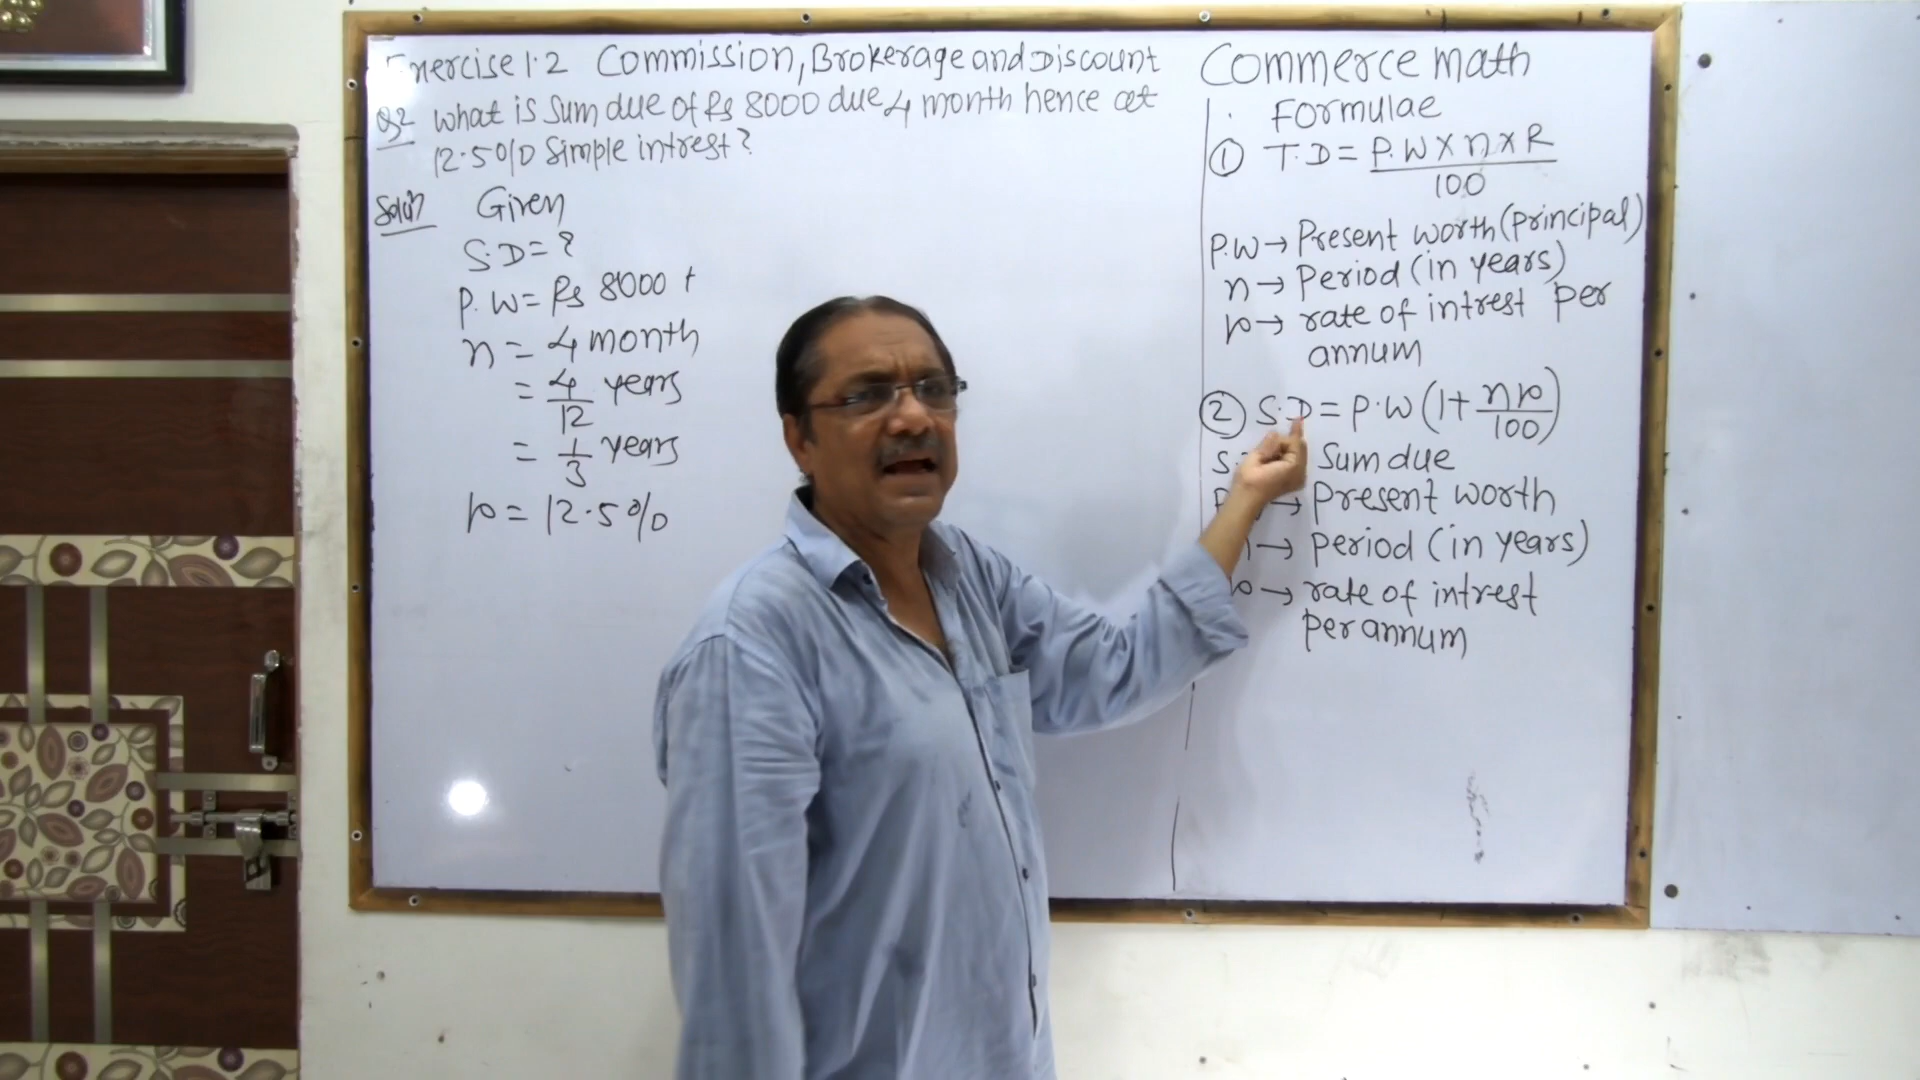 Exercise 1.2 Commission, Brokerage and Discount
Q2 What is Sum due of Rs 8000 due 4 month hence at
12.5% Simple intrest?
Soln Given
S.D = ?
P.W = Rs 8000
n = 4 month
= 4/12 years
= 1/3 years
r = 12.5%
Commerce math
Formulae
① T.D = P.W x n x R / 100
P.W → Present worth (Principal)
n → Period (in years)
r → rate of intrest Per
annum
② S.D = P.W (1 + nr/100)
Sum due
→ Present worth
→ Period (in years)
r → rate of intrest
Per annum